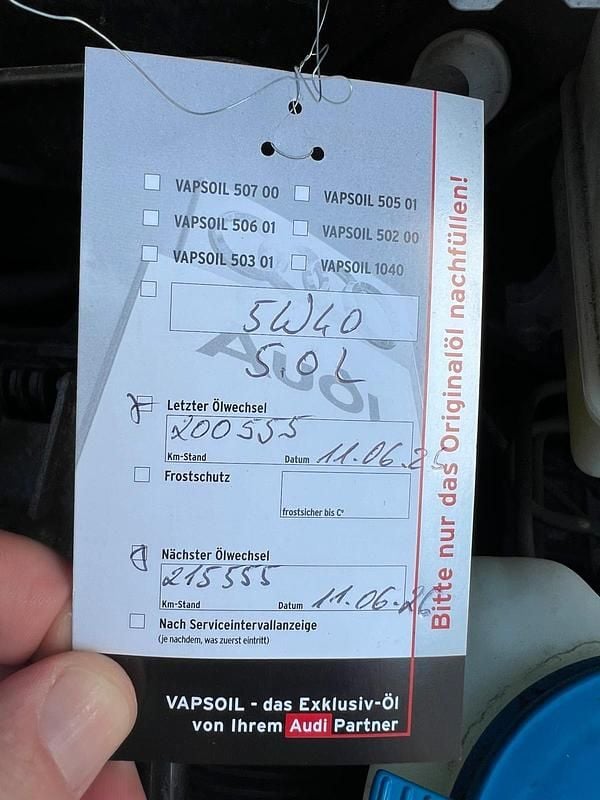 VAPSOIL 507 00 VAPSOIL 505 01
VAPSOIL 506 01 VAPSOIL 502 00
VAPSOIL 503 01 VAPSOIL 1040
5W40
5.0L
Audi
Letzter Ölwechsel
200555
Km-Stand Datum 11.06.25
Frostschutz
frostsicher bis C°
Nächster Ölwechsel
215555
Km-Stand Datum 11.06.26
Nach Serviceintervallanzeige
(je nachdem, was zuerst eintritt)
VAPSOIL - das Exklusiv-Öl
von Ihrem Audi Partner
Bitte nur das Originalöl nachfüllen!